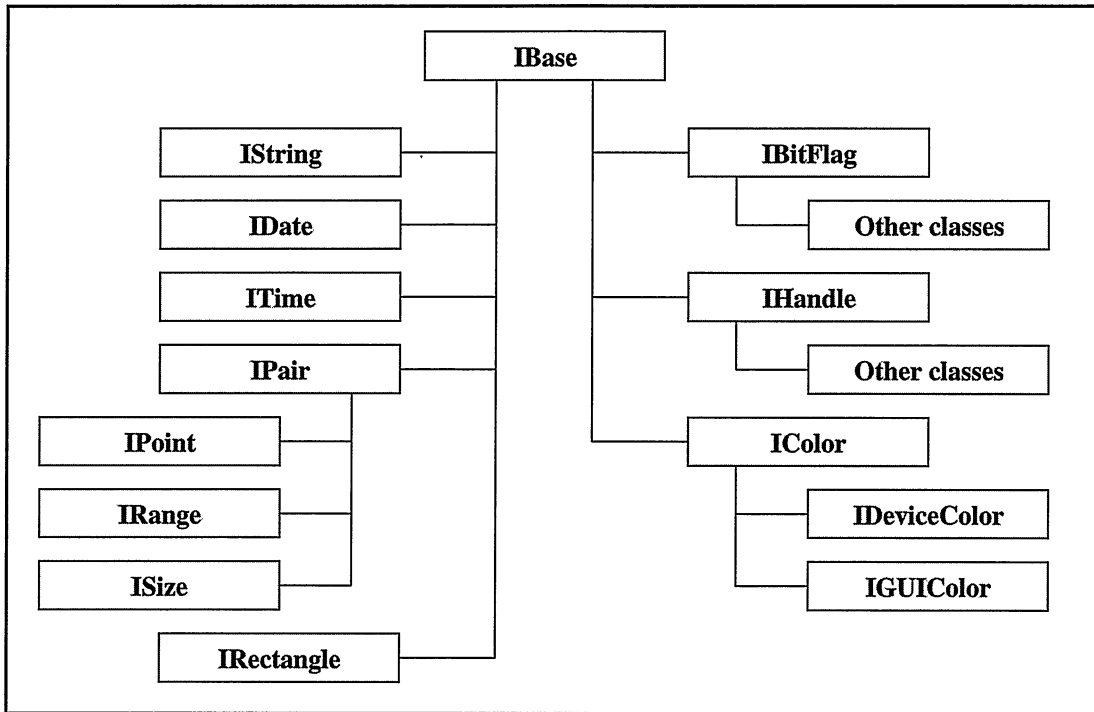 IBase
IString
IDate
ITime
IPair
IPoint
IRange
ISize
IRectangle
IBitFlag
Other classes
IHandle
Other classes
IColor
IDeviceColor
IGUIColor